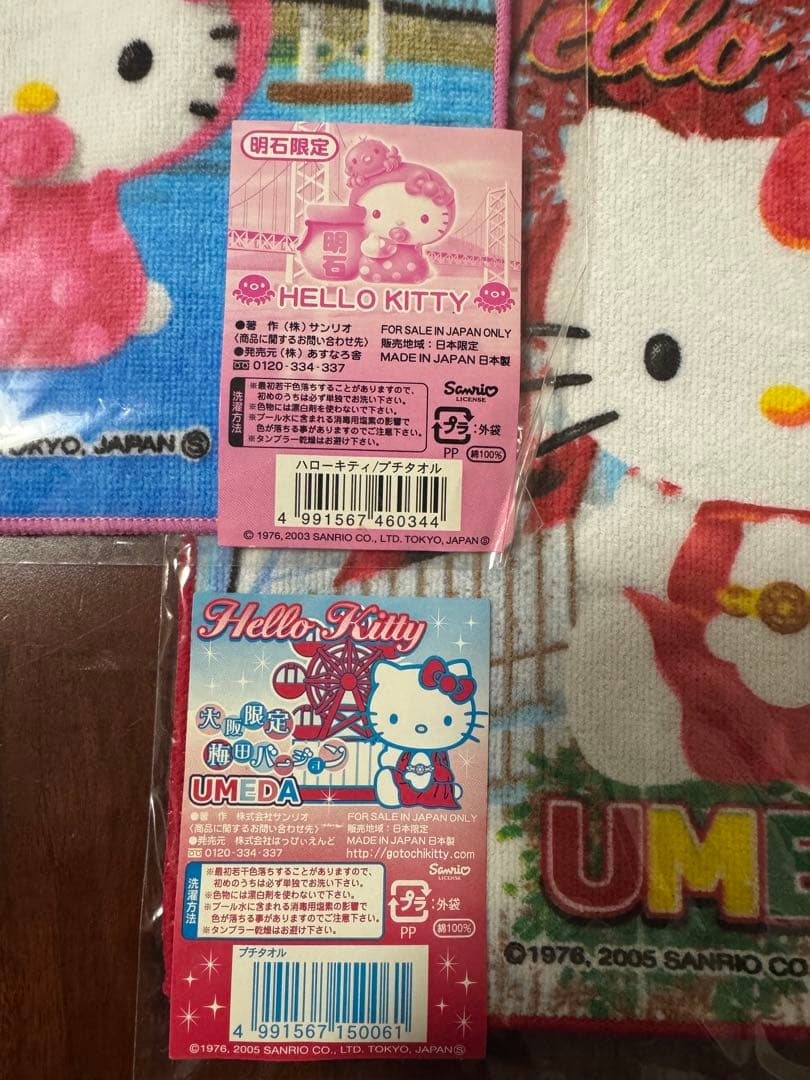 ello
明石限定
明石
HELLO KITTY
●著 作 (株) サンリオ
〈商品に関するお問い合わせ先〉
●発売元 (株) あすなろ舎
0120-334-337
FOR SALE IN JAPAN ONLY
販売地域:日本限定
MADE IN JAPAN 日本製
洗濯方法
※最初若干色落ちすることがありますので、
初めのうちは必ず単独でお洗い下さい。
※色物には漂白剤を使わないで下さい。
※プール水に含まれる消毒用塩素の影響で
色が落ちる事がありますのでご注意下さい。
※タンブラー乾燥はお避け下さい。
Sanrio
LICENSE
プラ :外袋
PP 綿100%
ハローキティ/プチタオル
4 991567 460344
© 1976, 2003 SANRIO CO., LTD. TOKYO, JAPAN Ⓢ
TOKYO, JAPAN Ⓢ
Hello Kitty
大阪限定
梅田バージョン
UMEDA
●著 作 株式会社サンリオ
〈商品に関するお問い合わせ先〉
●発売元 株式会社はっぴぃえんど
0120-334-337
FOR SALE IN JAPAN ONLY
販売地域:日本限定
MADE IN JAPAN 日本製
http://gotochikitty.com
洗濯方法
※最初若干色落ちすることがありますので、
初めのうちは必ず単独でお洗い下さい。
※色物には漂白剤を使わないで下さい。
※プール水に含まれる消毒用塩素の影響で
色が落ちる事がありますのでご注意下さい。
※タンブラー乾燥はお避け下さい。
Sanrio
LICENSE
プラ :外袋
PP 綿100%
プチタオル
4 991567 150061
©1976, 2005 SANRIO CO., LTD. TOKYO, JAPAN Ⓢ
UME
©1976, 2005 SANRIO CO